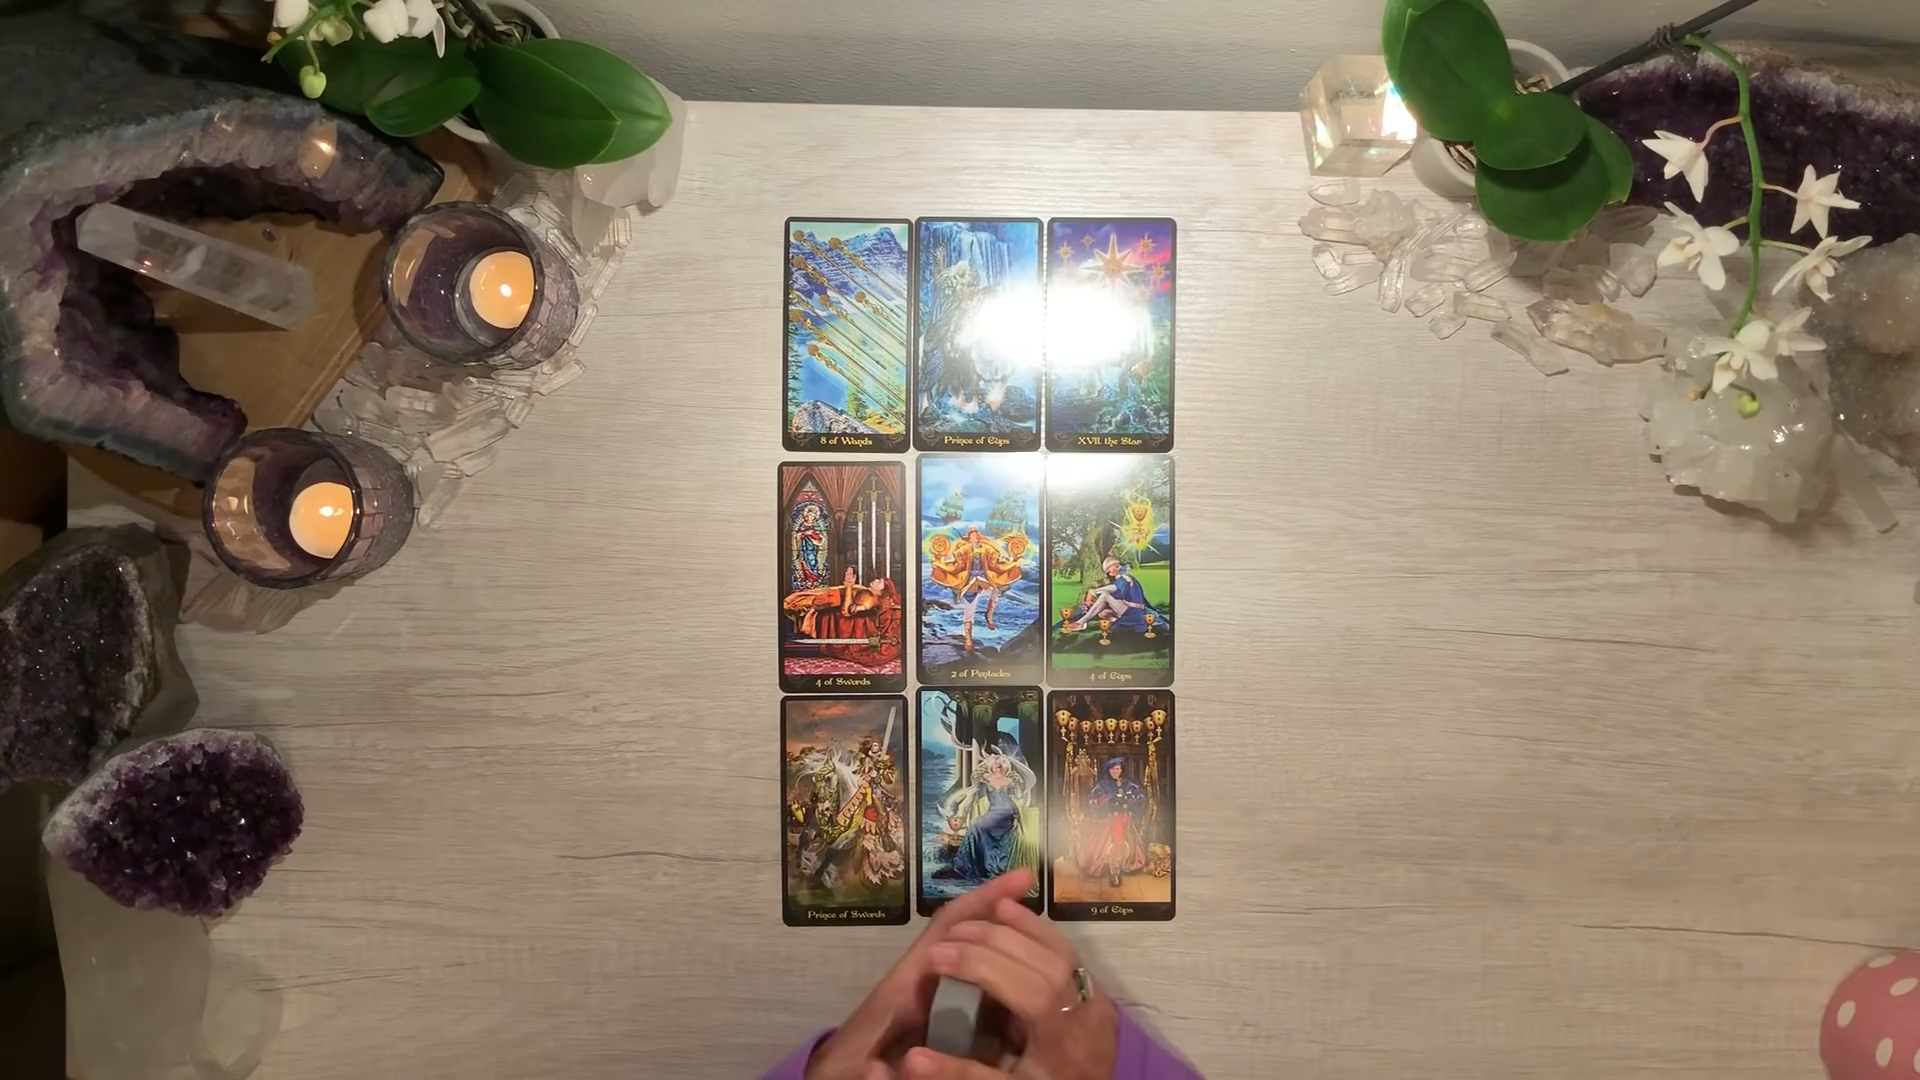 8 of Wands
Prince of Cups
XVII. the Star
4 of Swords
2 of Pentacles
4 of Cups
Prince of Swords
9 of Cups